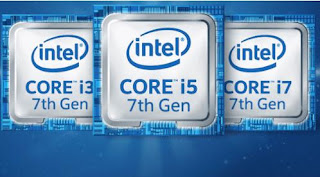 intel
CORE i3
7th Gen
intel
CORE i5
7th Gen
intel
CORE i7
7th Gen